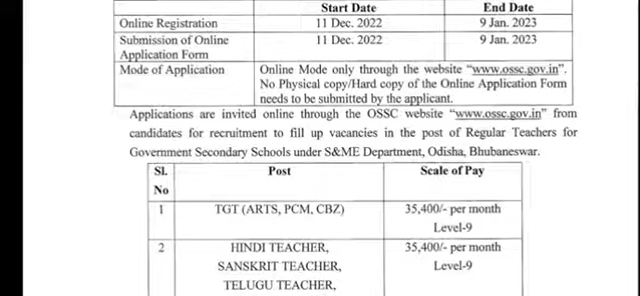 Start Date End Date
Online Registration 11 Dec. 2022 9 Jan. 2023
Submission of Online 11 Dec. 2022 9 Jan. 2023
Application Form
Mode of Application Online Mode only through the website “www.ossc.gov.in”.
No Physical copy/Hard copy of the Online Application Form
needs to be submitted by the applicant.
Applications are invited online through the OSSC website “www.ossc.gov.in” from
candidates for recruitment to fill up vacancies in the post of Regular Teachers for
Government Secondary Schools under S&ME Department, Odisha, Bhubaneswar.
Sl. Post Scale of Pay
No
1 TGT (ARTS, PCM, CBZ) 35,400/- per month
Level-9
2 HINDI TEACHER, 35,400/- per month
SANSKRIT TEACHER, Level-9
TELUGU TEACHER,